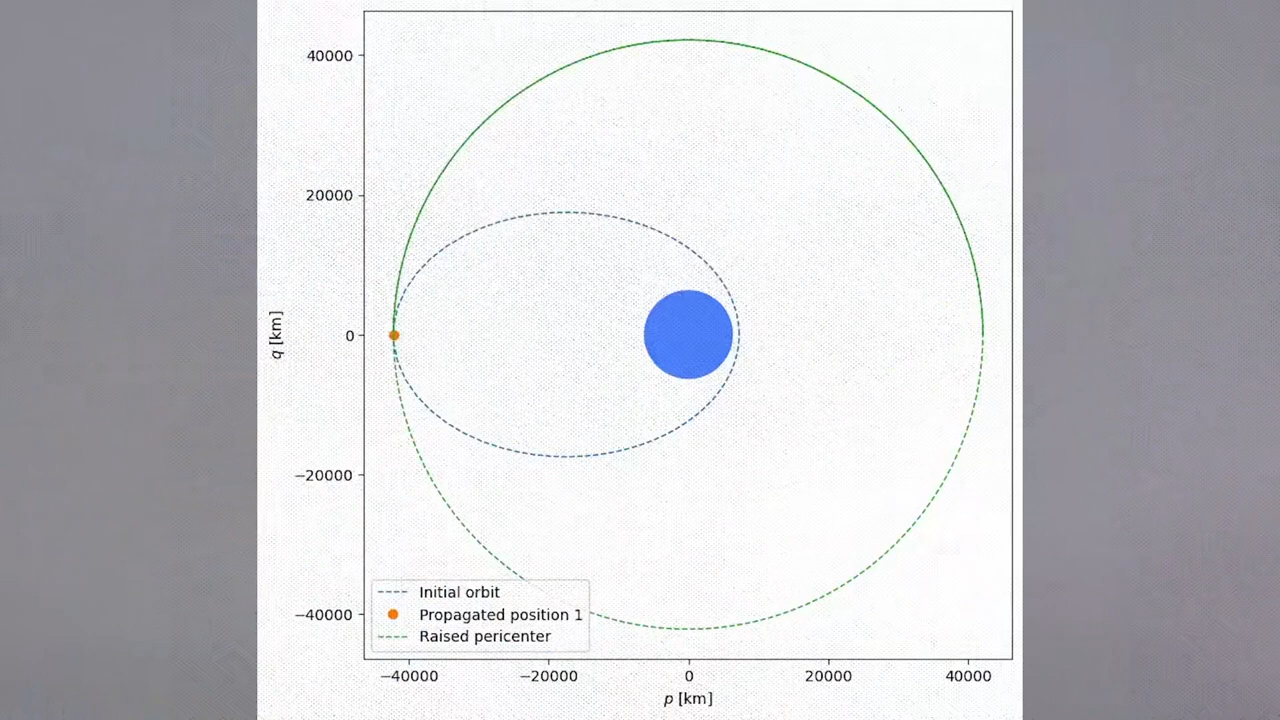 40000
20000
0
−20000
−40000
q [km]
Initial orbit
Propagated position 1
Raised pericenter
−40000 −20000 0 20000 40000
p [km]